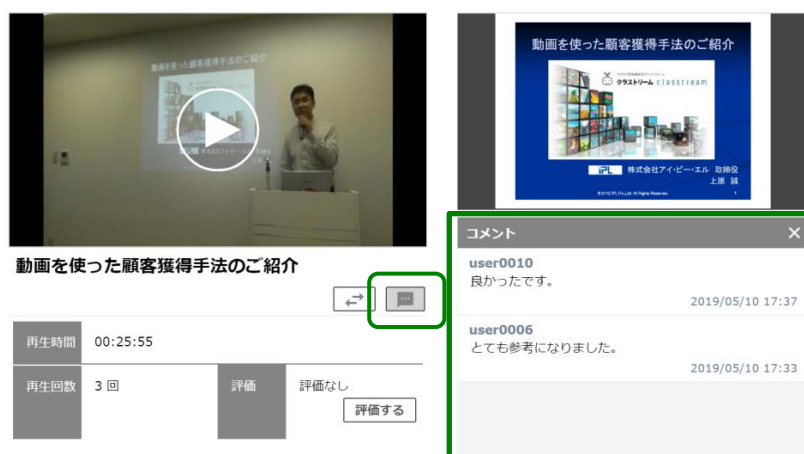 動画を使った顧客獲得手法のご紹介
動画を使った顧客獲得手法のご紹介
クラストリーム classtream
IPL 株式会社アイ・ピー・エル 取締役
上原 誠
動画を使った顧客獲得手法のご紹介
再生時間 00:25:55
再生回数 3 回 評価 評価なし
評価する
コメント ×
user0010
良かったです。
2019/05/10 17:37
user0006
とても参考になりました。
2019/05/10 17:33